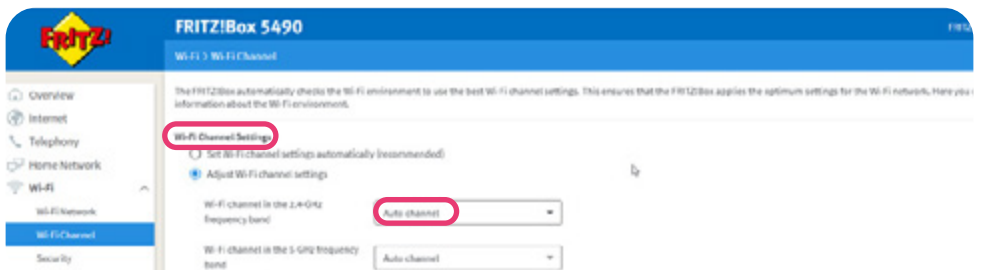 FRITZ!
FRITZ!Box 5490
FRITZ
Wi-Fi > Wi-Fi Channel
The FRITZ!Box automatically checks the Wi-Fi environment to use the best Wi-Fi channel settings. This ensures that the FRITZ!Box applies the optimum settings for the Wi-Fi network. Here you
information about the Wi-Fi environment.
Overview
Internet
Telephony
Home Network
Wi-Fi
Wi-Fi Network
Wi-Fi Channel
Security
Wi-Fi Channel Settings
Set Wi-Fi channel settings automatically (recommended)
Adjust Wi-Fi channel settings
Wi-Fi channel in the 2.4-GHz
frequency band
Auto channel
Wi-Fi channel in the 5-GHz frequency
band
Auto channel